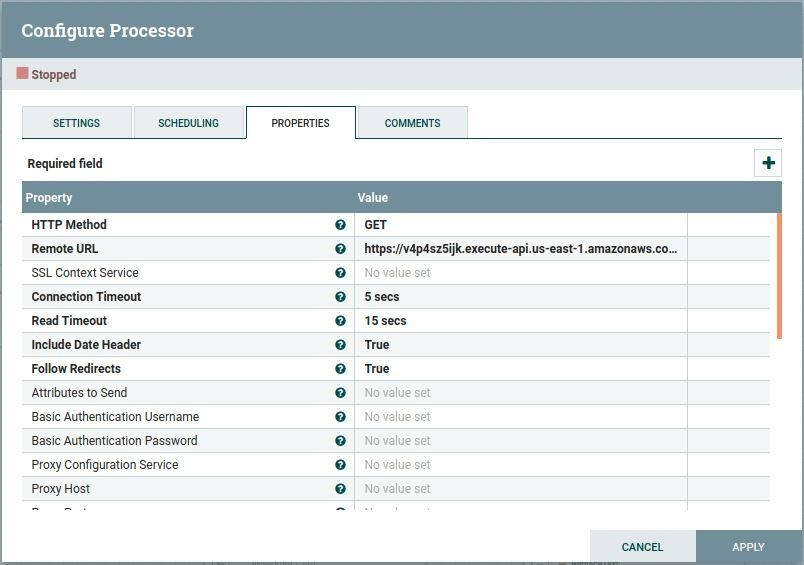 Configure Processor
Stopped
SETTINGS SCHEDULING PROPERTIES COMMENTS
Required field
Property Value
HTTP Method GET
Remote URL https://v4p4sz5ijk.execute-api.us-east-1.amazonaws.co...
SSL Context Service No value set
Connection Timeout 5 secs
Read Timeout 15 secs
Include Date Header True
Follow Redirects True
Attributes to Send No value set
Basic Authentication Username No value set
Basic Authentication Password No value set
Proxy Configuration Service No value set
Proxy Host No value set
CANCEL APPLY